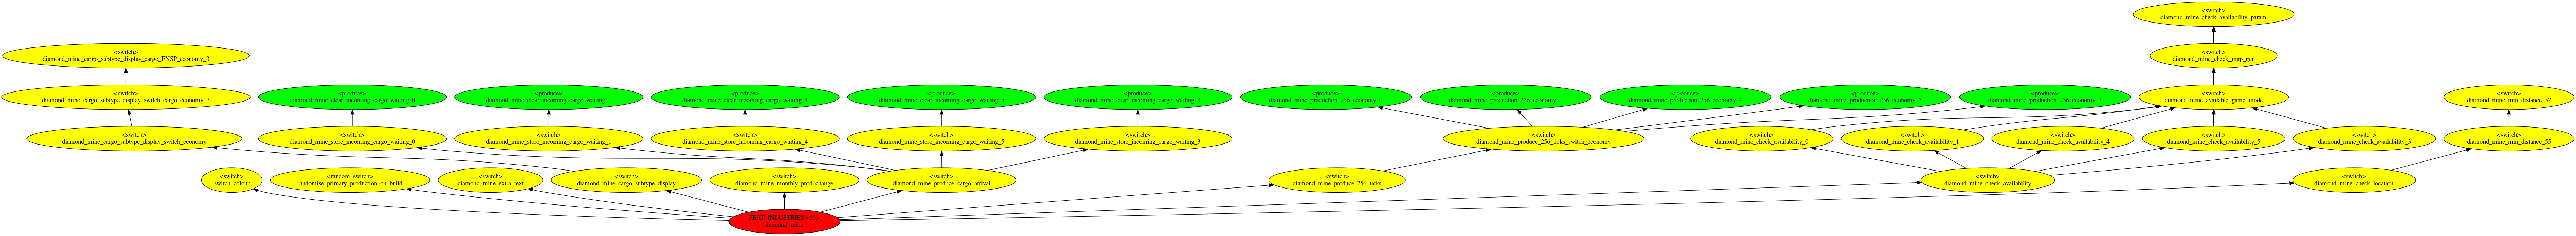 <switch>
diamond_mine_check_availability_param
<switch>
diamond_mine_cargo_subtype_display_cargo_ENSP_economy_3
<switch>
diamond_mine_check_map_gen
<switch>
diamond_mine_cargo_subtype_display_switch_cargo_economy_3
<produce>
diamond_mine_clear_incoming_cargo_waiting_0
<produce>
diamond_mine_clear_incoming_cargo_waiting_1
<produce>
diamond_mine_clear_incoming_cargo_waiting_4
<produce>
diamond_mine_clear_incoming_cargo_waiting_5
<produce>
diamond_mine_clear_incoming_cargo_waiting_3
<produce>
diamond_mine_production_256_economy_0
<produce>
diamond_mine_production_256_economy_1
<produce>
diamond_mine_production_256_economy_4
<produce>
diamond_mine_production_256_economy_5
<produce>
diamond_mine_production_256_economy_3
<switch>
diamond_mine_available_game_mode
<switch>
diamond_mine_min_distance_52
<switch>
diamond_mine_cargo_subtype_display_switch_economy
<switch>
diamond_mine_store_incoming_cargo_waiting_0
<switch>
diamond_mine_store_incoming_cargo_waiting_1
<switch>
diamond_mine_store_incoming_cargo_waiting_4
<switch>
diamond_mine_store_incoming_cargo_waiting_5
<switch>
diamond_mine_store_incoming_cargo_waiting_3
<switch>
diamond_mine_produce_256_ticks_switch_economy
<switch>
diamond_mine_check_availability_0
<switch>
diamond_mine_check_availability_1
<switch>
diamond_mine_check_availability_4
<switch>
diamond_mine_check_availability_5
<switch>
diamond_mine_check_availability_3
<switch>
diamond_mine_min_distance_55
<switch>
switch_colour
<random_switch>
randomise_primary_production_on_build
<switch>
diamond_mine_extra_text
<switch>
diamond_mine_cargo_subtype_display
<switch>
diamond_mine_monthly_prod_change
<switch>
diamond_mine_produce_cargo_arrival
<switch>
diamond_mine_produce_256_ticks
<switch>
diamond_mine_check_availability
<switch>
diamond_mine_check_location
FEAT_INDUSTRIES <55>
diamond_mine